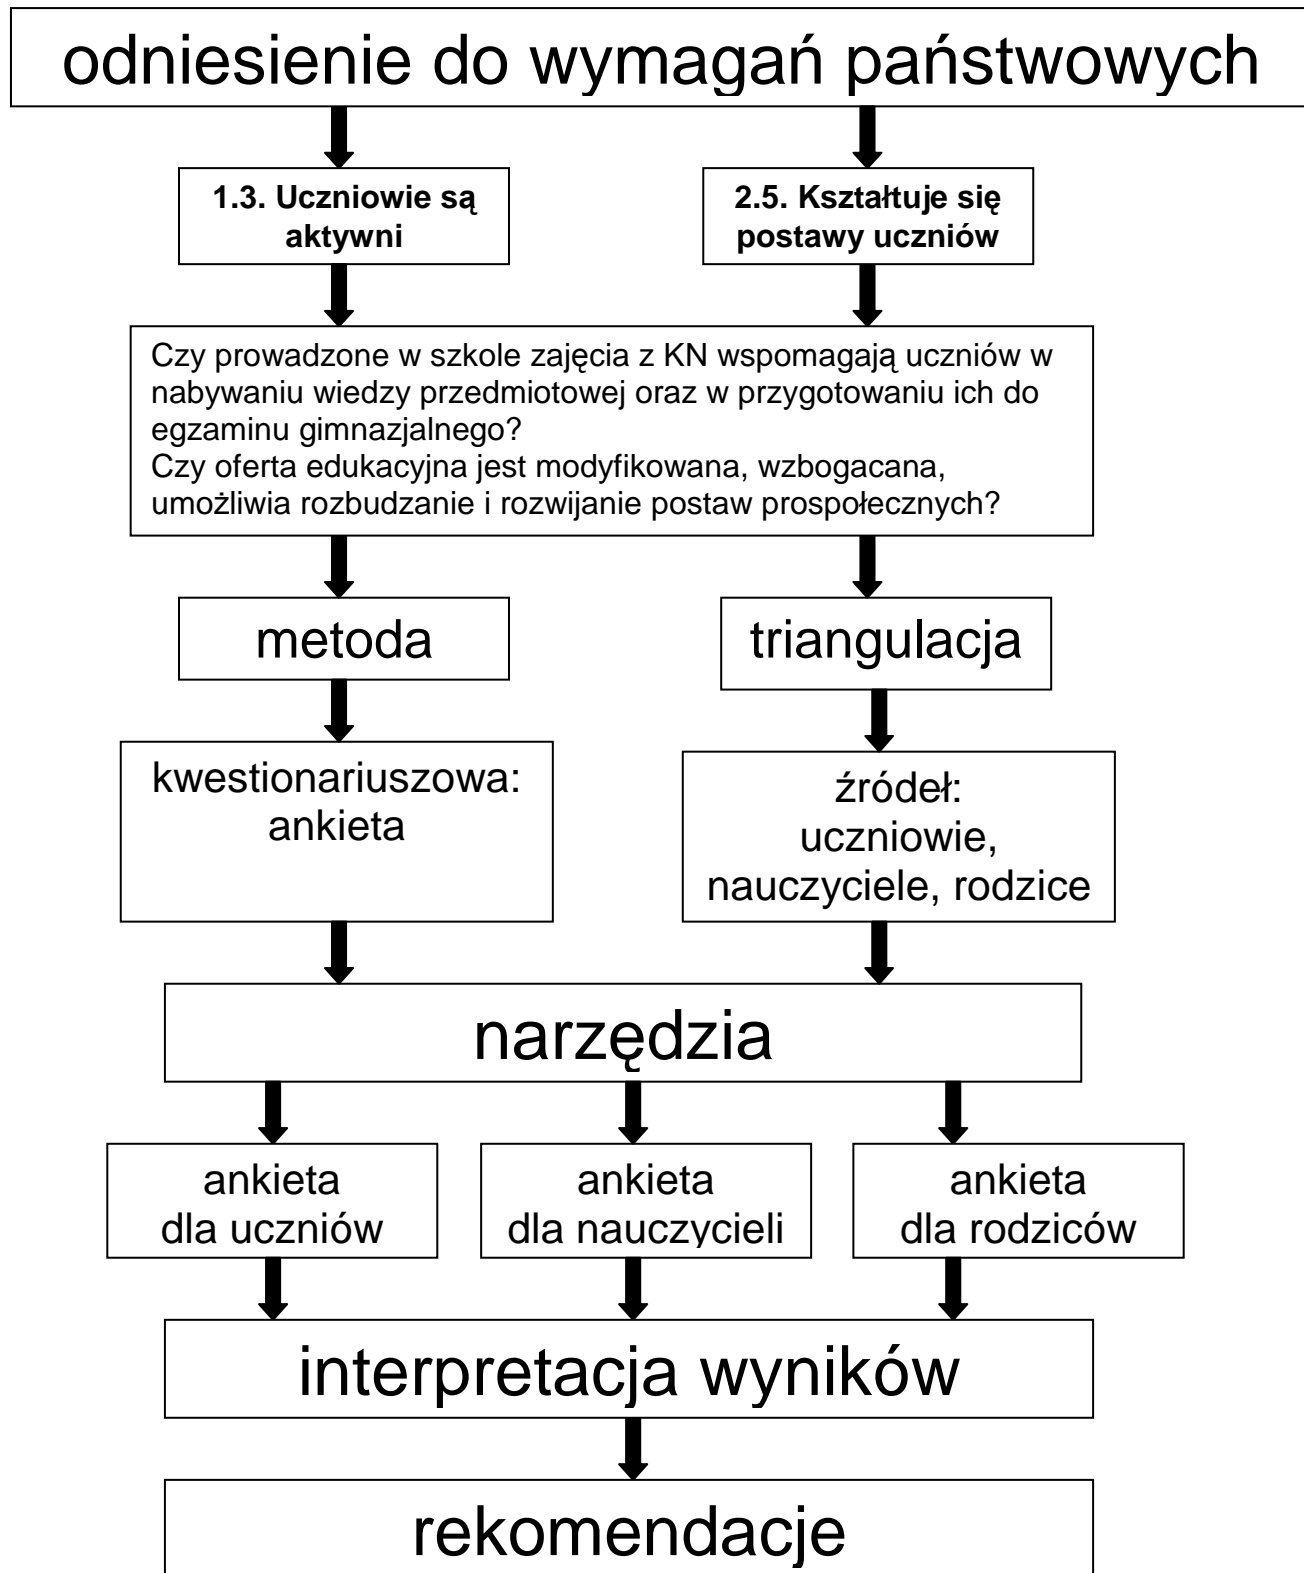 odniesienie do wymagań państwowych
1.3. Uczniowie są
aktywni
2.5. Kształtuje się
postawy uczniów
Czy prowadzone w szkole zajęcia z KN wspomagają uczniów w
nabywaniu wiedzy przedmiotowej oraz w przygotowaniu ich do
egzaminu gimnazjalnego?
Czy oferta edukacyjna jest modyfikowana, wzbogacana,
umożliwia rozbudzanie i rozwijanie postaw prospołecznych?
metoda
triangulacja
kwestionariuszowa:
ankieta
źródeł:
uczniowie,
nauczyciele, rodzice
narzędzia
ankieta
dla uczniów
ankieta
dla nauczycieli
ankieta
dla rodziców
interpretacja wyników
rekomendacje